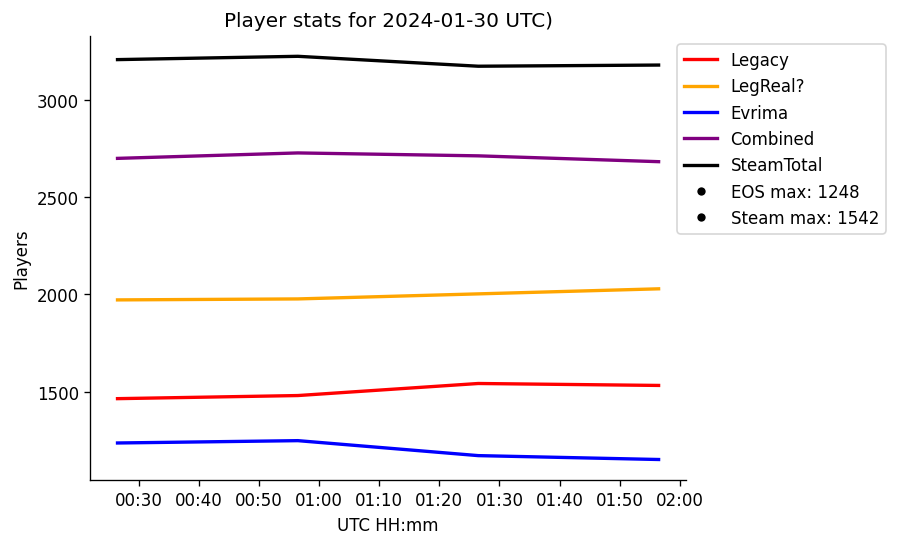 Player stats for 2024-01-30 UTC)
Legacy
LegReal?
Evrima
Combined
SteamTotal
EOS max: 1248
Steam max: 1542
Players
3000
2500
2000
1500
00:30 00:40 00:50 01:00 01:10 01:20 01:30 01:40 01:50 02:00
UTC HH:mm